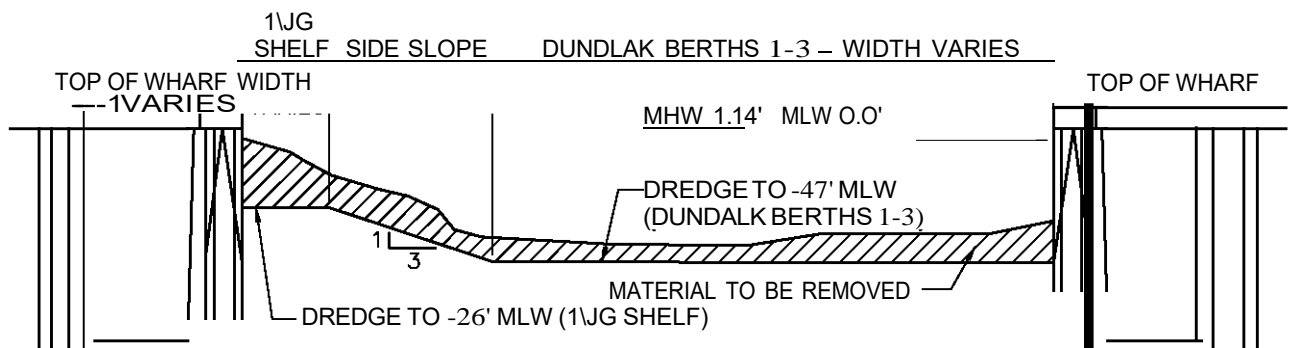 1\JG
SHELF SIDE SLOPE DUNDLAK BERTHS 1-3 – WIDTH VARIES
TOP OF WHARF WIDTH
TOP OF WHARF
—-1VARIES
MHW 1.14' MLW O.O'
DREDGE TO -47' MLW
(DUNDALK BERTHS 1-3)
1
3
MATERIAL TO BE REMOVED
DREDGE TO -26' MLW (1\JG SHELF)